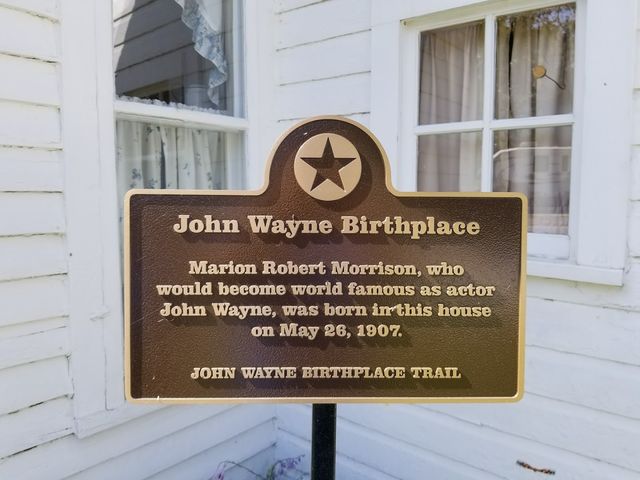 John Wayne Birthplace
Marion Robert Morrison, who
would become world famous as actor
John Wayne, was born in this house
on May 26, 1907.
JOHN WAYNE BIRTHPLACE TRAIL